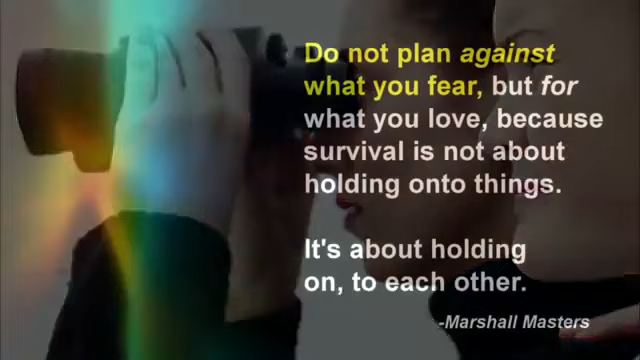 Do not plan against
what you fear, but for
what you love, because
survival is not about
holding onto things.
It's about holding
on, to each other.
-Marshall Masters